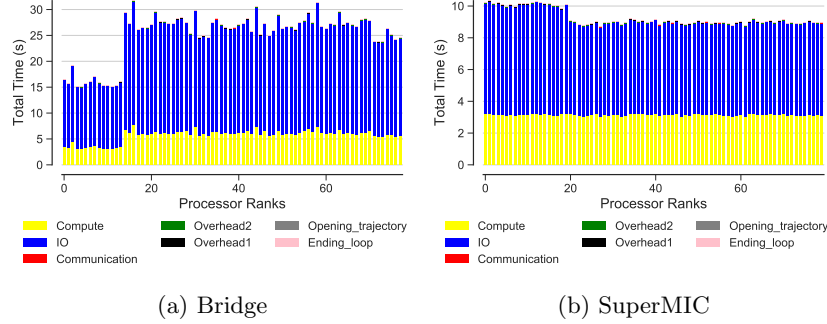 30
25
20
15
10
5
0
Total Time (s)
0 20 40 60
Processor Ranks
Compute Overhead2 Opening_trajectory
IO Overhead1 Ending_loop
Communication
(a) Bridge
10
8
6
4
2
0
Total Time (s)
0 20 40 60
Processor Ranks
Compute Overhead2 Opening_trajectory
IO Overhead1 Ending_loop
Communication
(b) SuperMIC